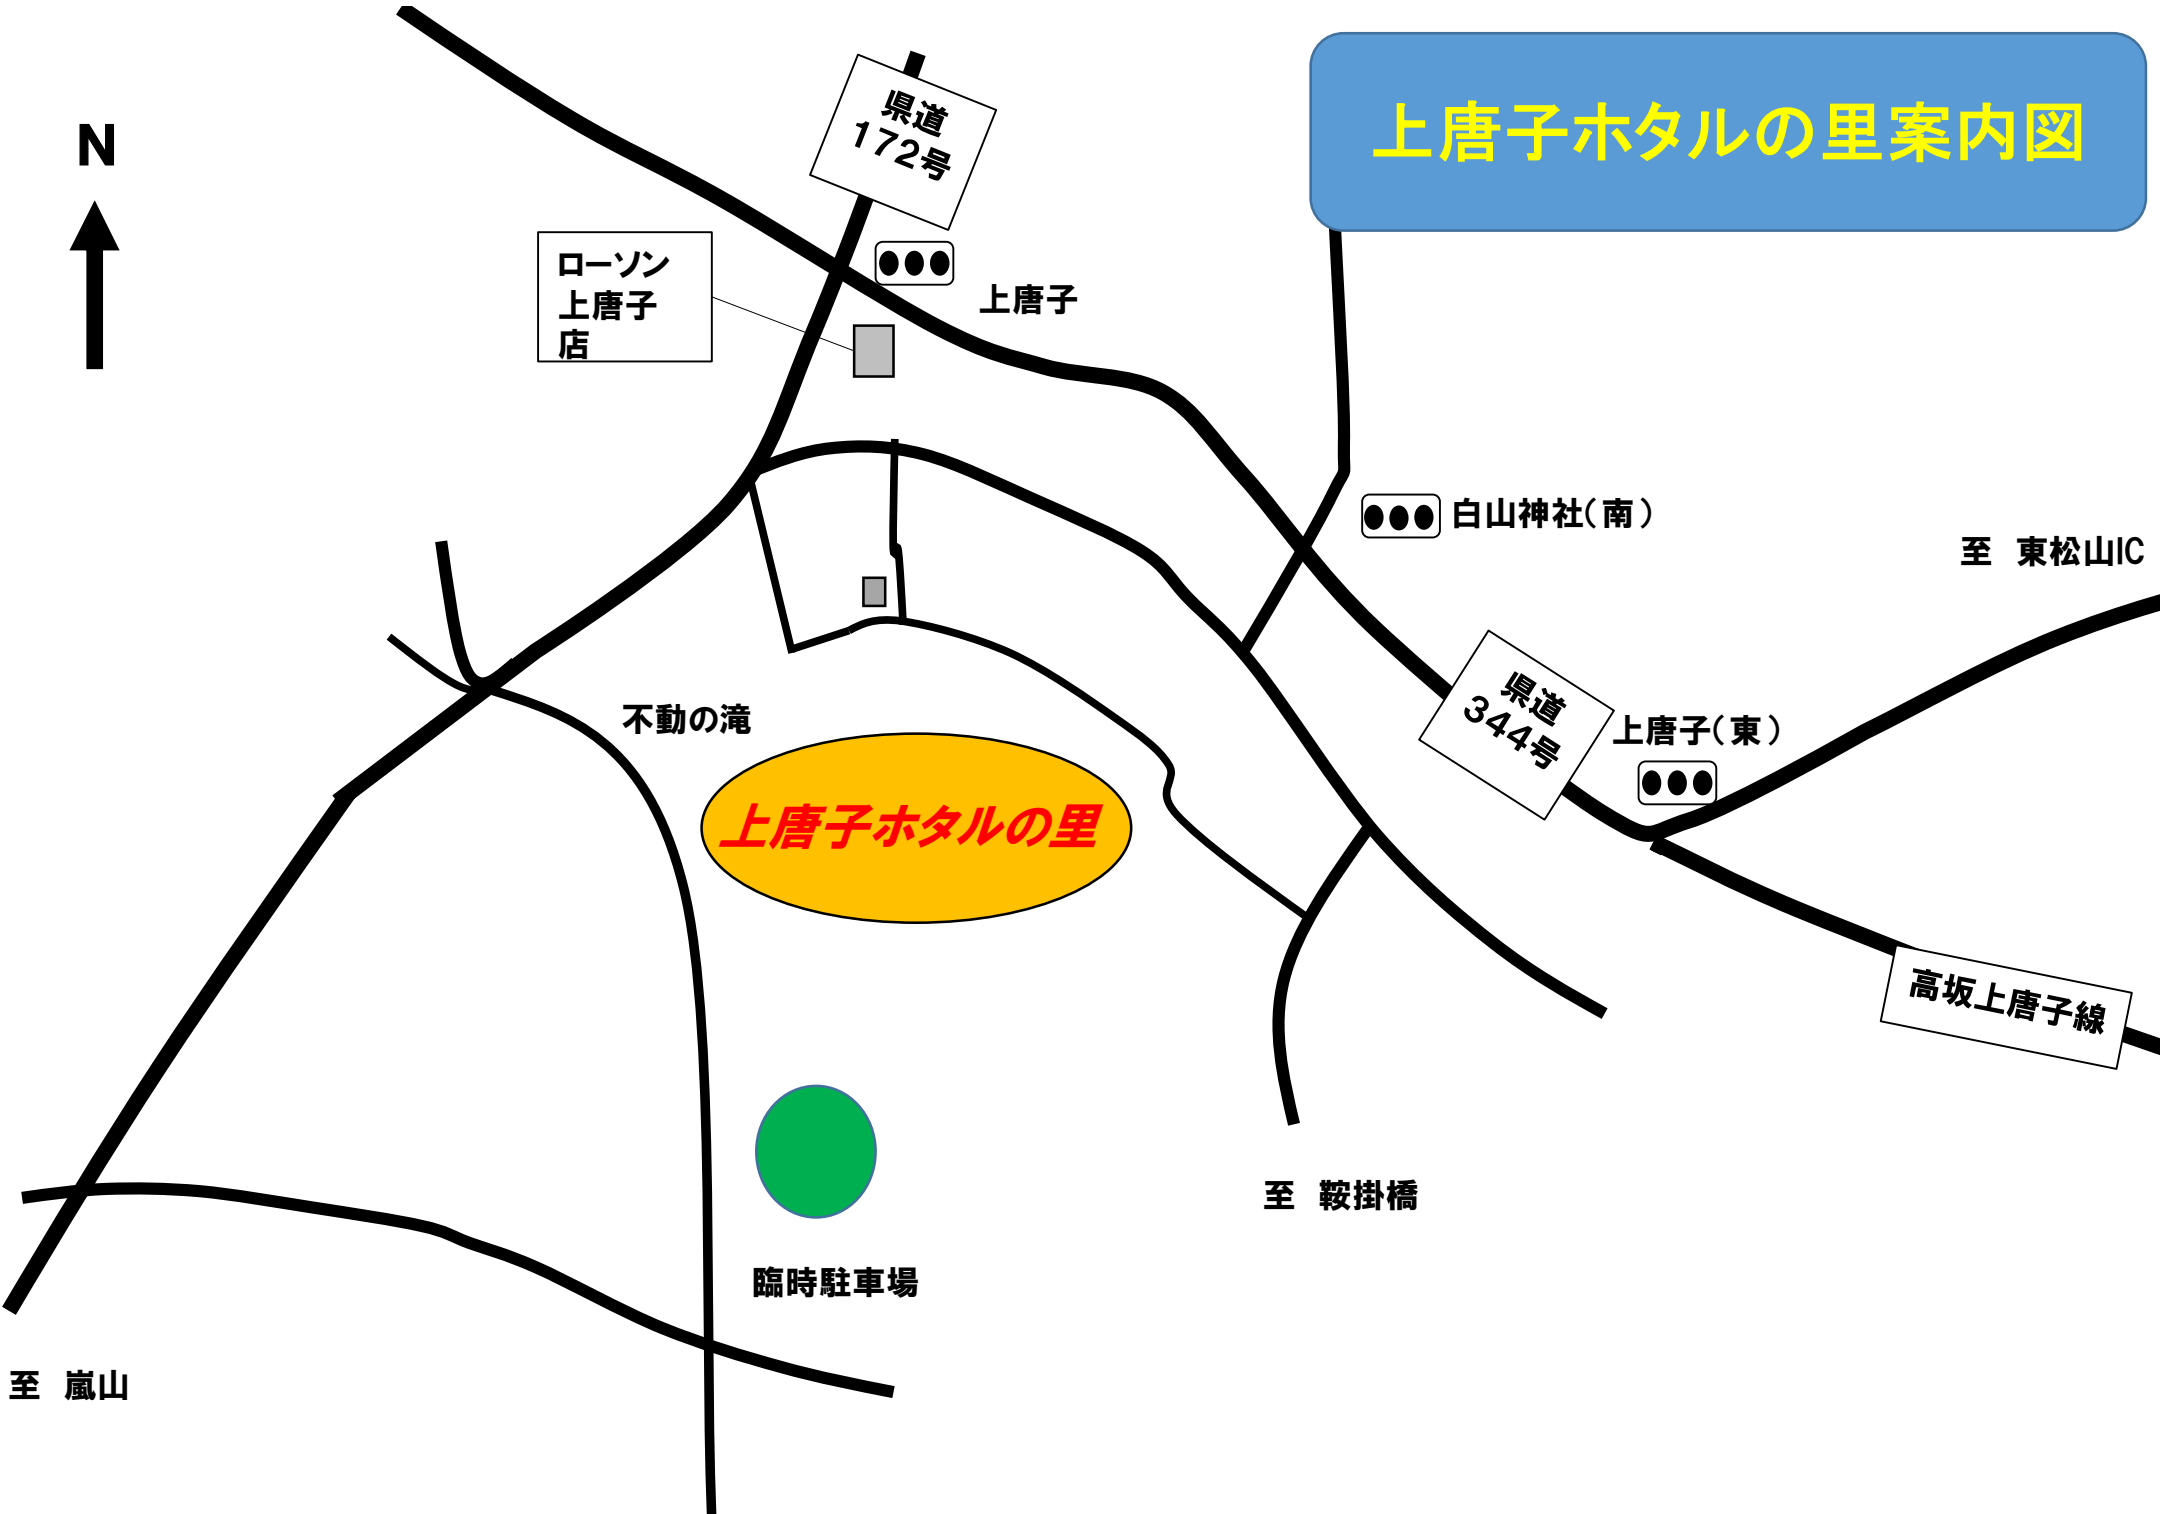 上唐子ホタルの里案内図
N
県道
172号
ローソン
上唐子
店
上唐子
白山神社(南)
至 東松山IC
県道
344号
上唐子(東)
不動の滝
上唐子ホタルの里
高坂上唐子線
至 鞍掛橋
臨時駐車場
至 嵐山